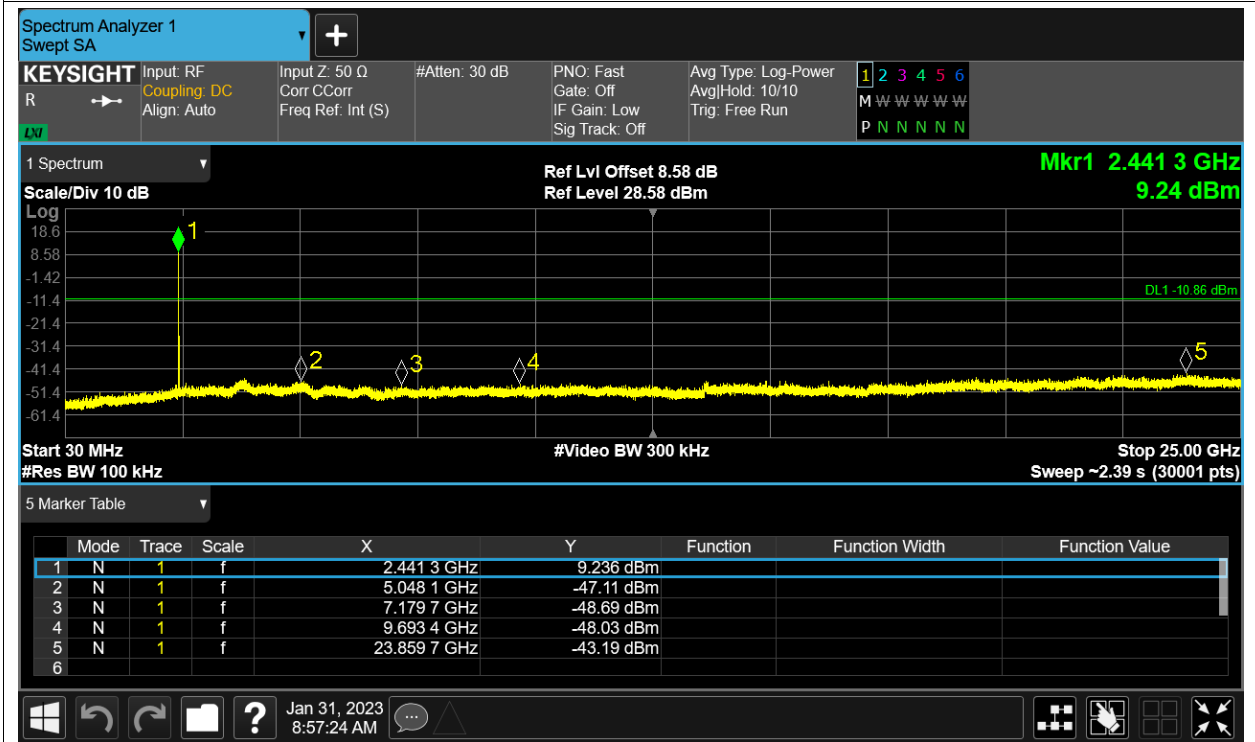 Spectrum Analyzer 1
Swept SA
KEYSIGHT
R
LXI
Input: RF
Coupling: DC
Align: Auto
Input Z: 50 Ω
Corr CCorr
Freq Ref: Int (S)
#Atten: 30 dB
PNO: Fast
Gate: Off
IF Gain: Low
Sig Track: Off
Avg Type: Log-Power
Avg|Hold: 10/10
Trig: Free Run
1 2 3 4 5 6
M W W W W W
P N N N N N
1 Spectrum
Scale/Div 10 dB
Ref Lvl Offset 8.58 dB
Ref Level 28.58 dBm
Mkr1 2.441 3 GHz
9.24 dBm
Log
18.6
8.58
-1.42
-11.4
-21.4
-31.4
-41.4
-51.4
-61.4
1
DL1 -10.86 dBm
2
3
4
5
Start 30 MHz
#Video BW 300 kHz
Stop 25.00 GHz
#Res BW 100 kHz
Sweep ~2.39 s (30001 pts)
5 Marker Table
Mode Trace Scale X Y Function Function Width Function Value
1 N 1 f 2.441 3 GHz 9.236 dBm
2 N 1 f 5.048 1 GHz -47.11 dBm
3 N 1 f 7.179 7 GHz -48.69 dBm
4 N 1 f 9.693 4 GHz -48.03 dBm
5 N 1 f 23.859 7 GHz -43.19 dBm
6
?
Jan 31, 2023
8:57:24 AM